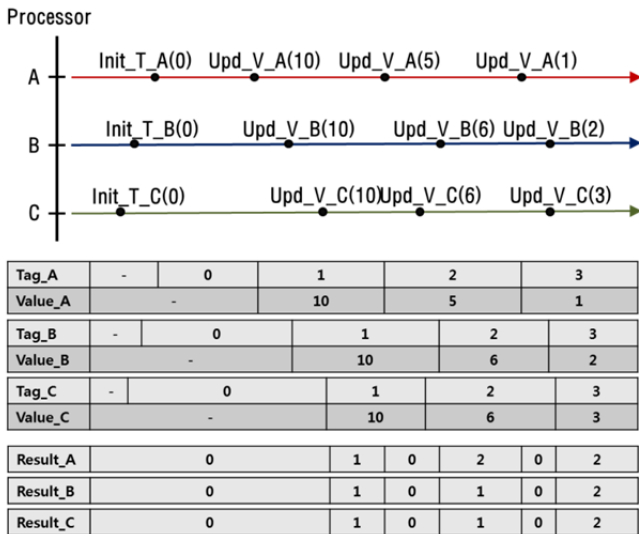 Processor
Init_T_A(0) Upd_V_A(10) Upd_V_A(5) Upd_V_A(1)
A
Init_T_B(0) Upd_V_B(10) Upd_V_B(6) Upd_V_B(2)
B
Init_T_C(0) Upd_V_C(10) Upd_V_C(6) Upd_V_C(3)
C
Tag_A - 0 1 2 3
Value_A - 10 5 1
Tag_B - 0 1 2 3
Value_B - 10 6 2
Tag_C - 0 1 2 3
Value_C - 10 6 3
Result_A 0 1 0 2 0 2
Result_B 0 1 0 1 0 2
Result_C 0 1 0 1 0 2